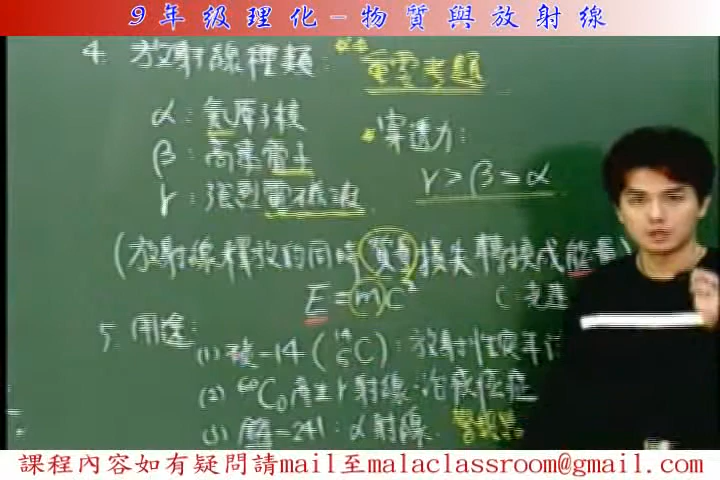 9年級理化-物質與放射線
4. 放射線種類: 重要考題
α: 氦原子核
β: 高速電子
γ: 強烈電磁波
穿透力:
γ > β > α
(放射線釋放的同時質量損失轉換成能量)
E = mc² C:光速
5. 用途:
(1) 碳-14 (¹⁴₆C): 放射性定年
(2) ⁶⁰Co產生γ射線:治療癌症
(3) -241: α射線.
課程內容如有疑問請mail至malaclassroom@gmail.com